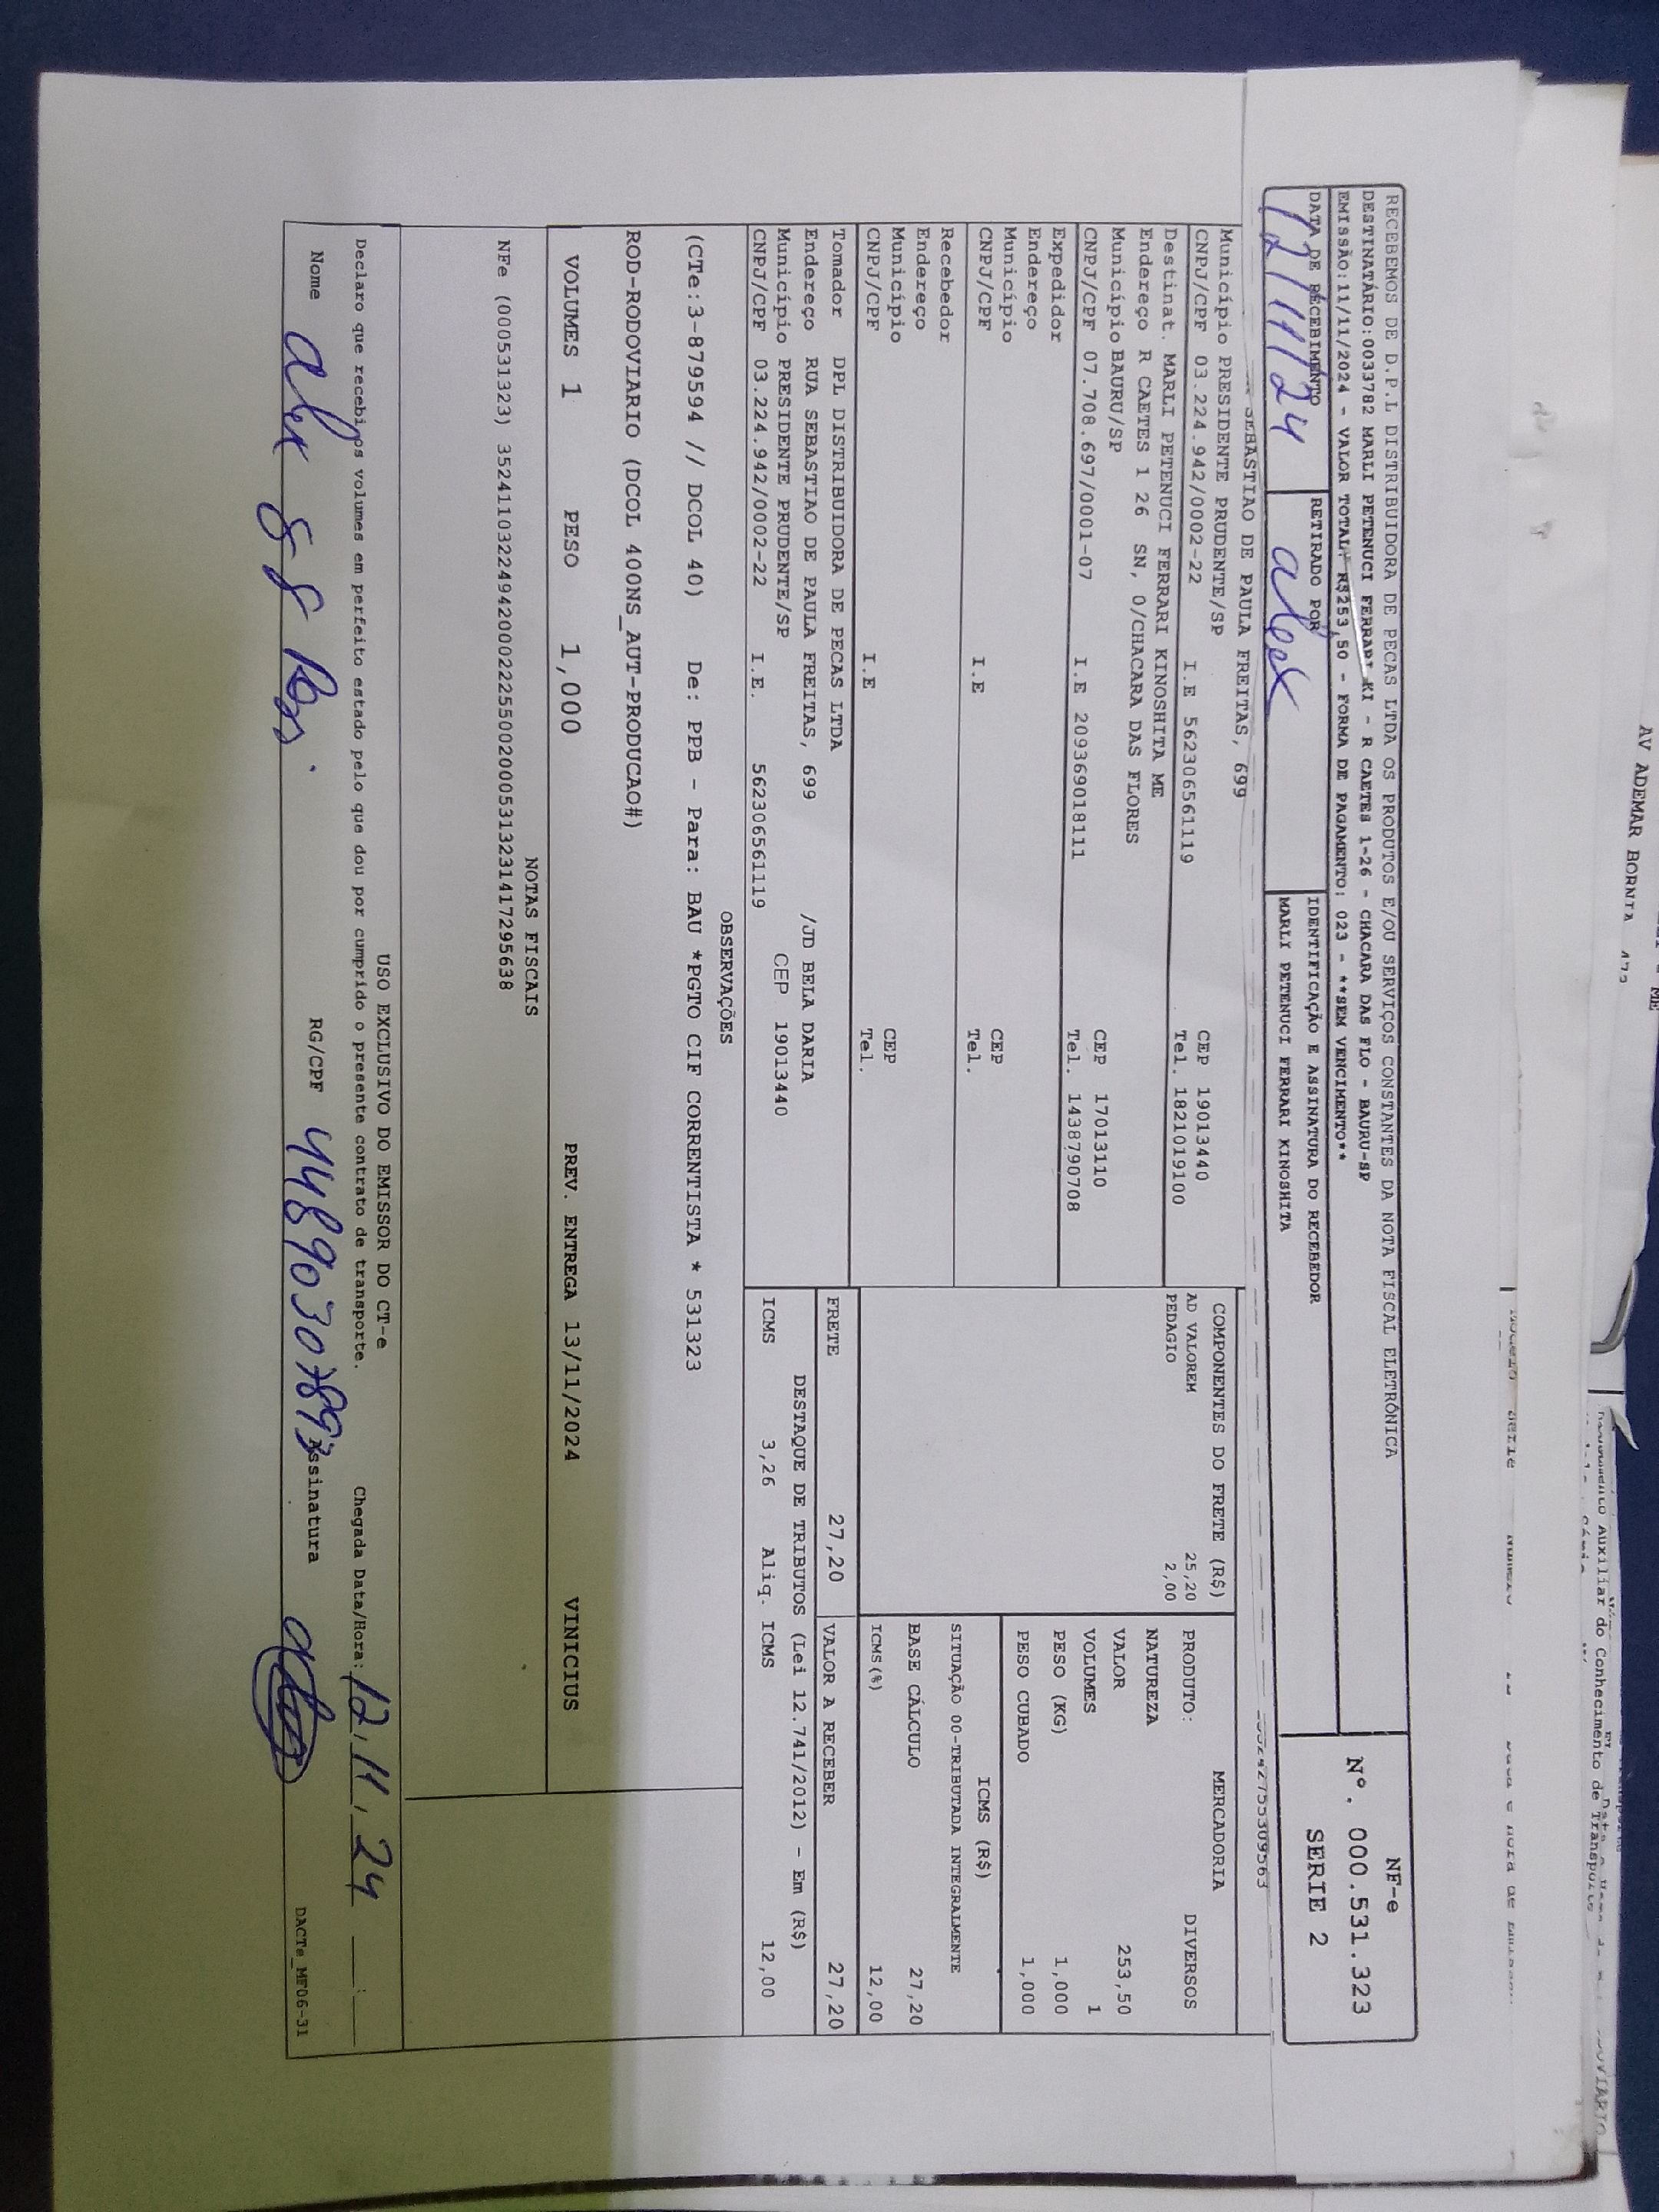 RECEBEMOS DE D.P.L DISTRIBUIDORA DE PECAS LTDA OS PRODUTOS E/OU SERVIÇOS CONSTANTES DA NOTA FISCAL ELETRÔNICA
DESTINATÁRIO:0033782 MARLI PETENUCI FERRARI KI - R CAETES 1-26 - CHACARA DAS FLO - BAURU-SP
EMISSÃO:11/11/2024 - VALOR TOTAL: R$253,50 - FORMA DE PAGAMENTO: 023 - **SEM VENCIMENTO**
NF-e
Nº. 000.531.323
SERIE 2
DATA DE RECEBIMENTO
12/11/24
RETIRADO POR
alex
IDENTIFICAÇÃO E ASSINATURA DO RECEBEDOR
MARLI PETENUCI FERRARI KINOSHITA
SEBASTIAO DE PAULA FREITAS, 699
Município PRESIDENTE PRUDENTE/SP CEP 19013440
CNPJ/CPF 03.224.942/0002-22 I.E 562306561119 Tel. 1821019100
Destinat. MARLI PETENUCI FERRARI KINOSHITA ME
Endereço R CAETES 1 26 SN, 0/CHACARA DAS FLORES
Município BAURU/SP CEP 17013110
CNPJ/CPF 07.708.697/0001-07 I.E 209369018111 Tel. 1438790708
Expedidor
Endereço
Município CEP
CNPJ/CPF I.E Tel.
Recebedor
Endereço
Município CEP
CNPJ/CPF I.E Tel.
Tomador DPL DISTRIBUIDORA DE PECAS LTDA
Endereço RUA SEBASTIAO DE PAULA FREITAS, 699 /JD BELA DARIA
Município PRESIDENTE PRUDENTE/SP CEP 19013440
CNPJ/CPF 03.224.942/0002-22 I.E. 562306561119
COMPONENTES DO FRETE (R$)
AD VALOREM 25,20
PEDAGIO 2,00
MERCADORIA
PRODUTO: DIVERSOS
NATUREZA
VALOR 253,50
VOLUMES 1
PESO (KG) 1,000
PESO CUBADO 1,000
ICMS (R$)
SITUAÇÃO 00-TRIBUTADA INTEGRALMENTE
BASE CÁLCULO 27,20
ICMS(%) 12,00
FRETE 27,20 VALOR A RECEBER 27,20
DESTAQUE DE TRIBUTOS (Lei 12.741/2012) - Em (R$)
ICMS 3,26 Aliq. ICMS 12,00
OBSERVAÇÕES
(CTe:3-879594 // DCOL 40) De: PPB - Para: BAU *PGTO CIF CORRENTISTA * 531323
ROD-RODOVIARIO (DCOL 400NS_AUT-PRODUCAO#)
VOLUMES 1 PESO 1,000 PREV. ENTREGA 13/11/2024 VINICIUS
NOTAS FISCAIS
NFe (000531323) 35241103224942000222550020005313231417295638
USO EXCLUSIVO DO EMISSOR DO CT-e
Declaro que recebi os volumes em perfeito estado pelo que dou por cumprido o presente contrato de transporte. Chegada Data/Hora: 12/11/24 __:__
Nome alex RG/CPF 44890307893 Assinatura
DACTe_MF06-31
AV ADEMAR BORNIA
Documento Auxiliar do Conhecimento de Transporte